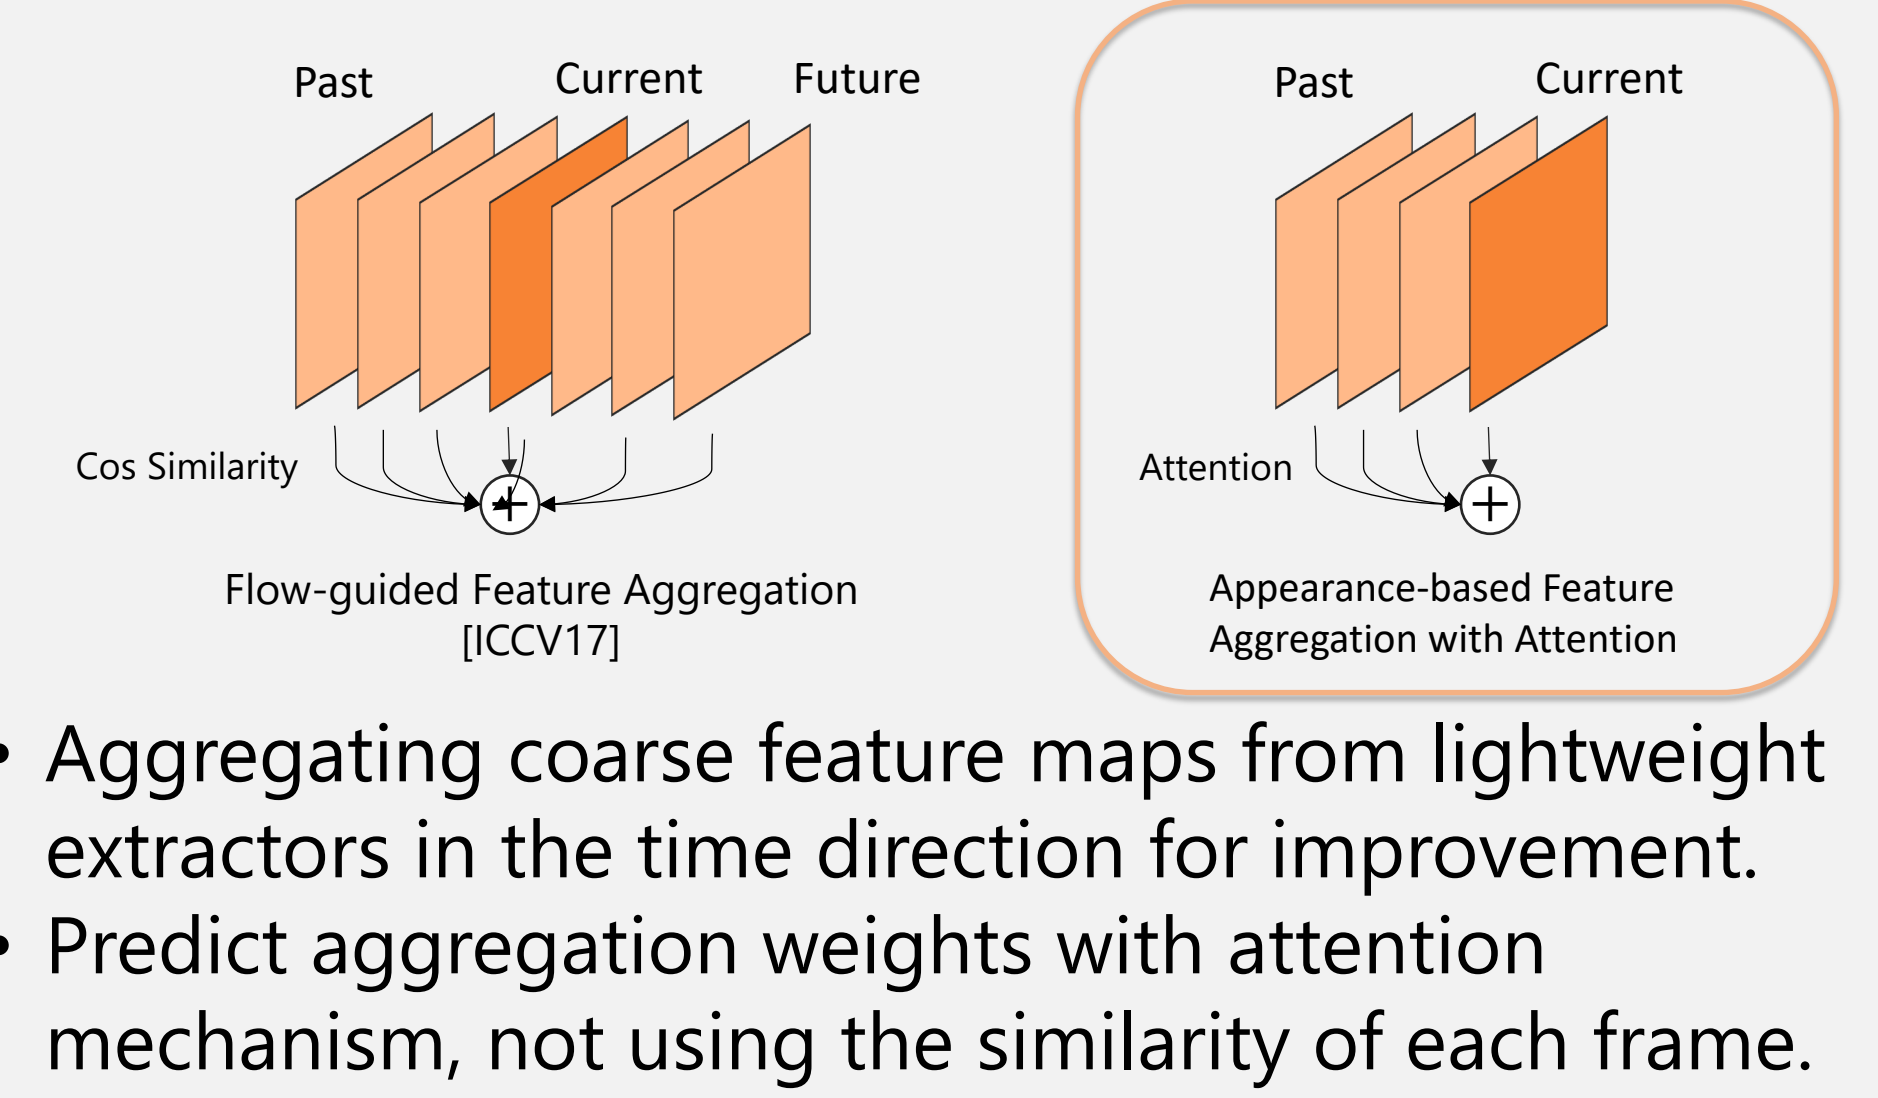 Past
Current
Future
Cos Similarity
Flow-guided Feature Aggregation
[ICCV17]
Past
Current
Attention
Appearance-based Feature
Aggregation with Attention
• Aggregating coarse feature maps from lightweight
extractors in the time direction for improvement.
• Predict aggregation weights with attention
mechanism, not using the similarity of each frame.